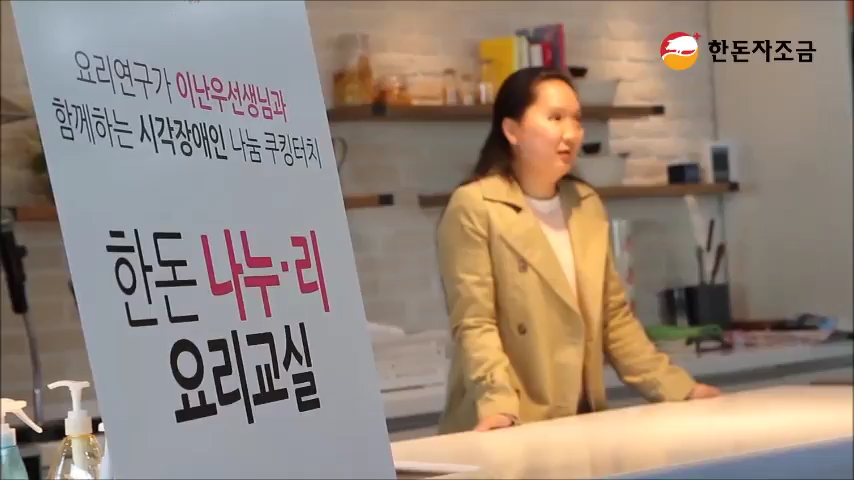 한돈자조금
요리연구가 이난우선생님과
함께하는 시각장애인 나눔 쿠킹터치
한돈 나누·리
요리교실